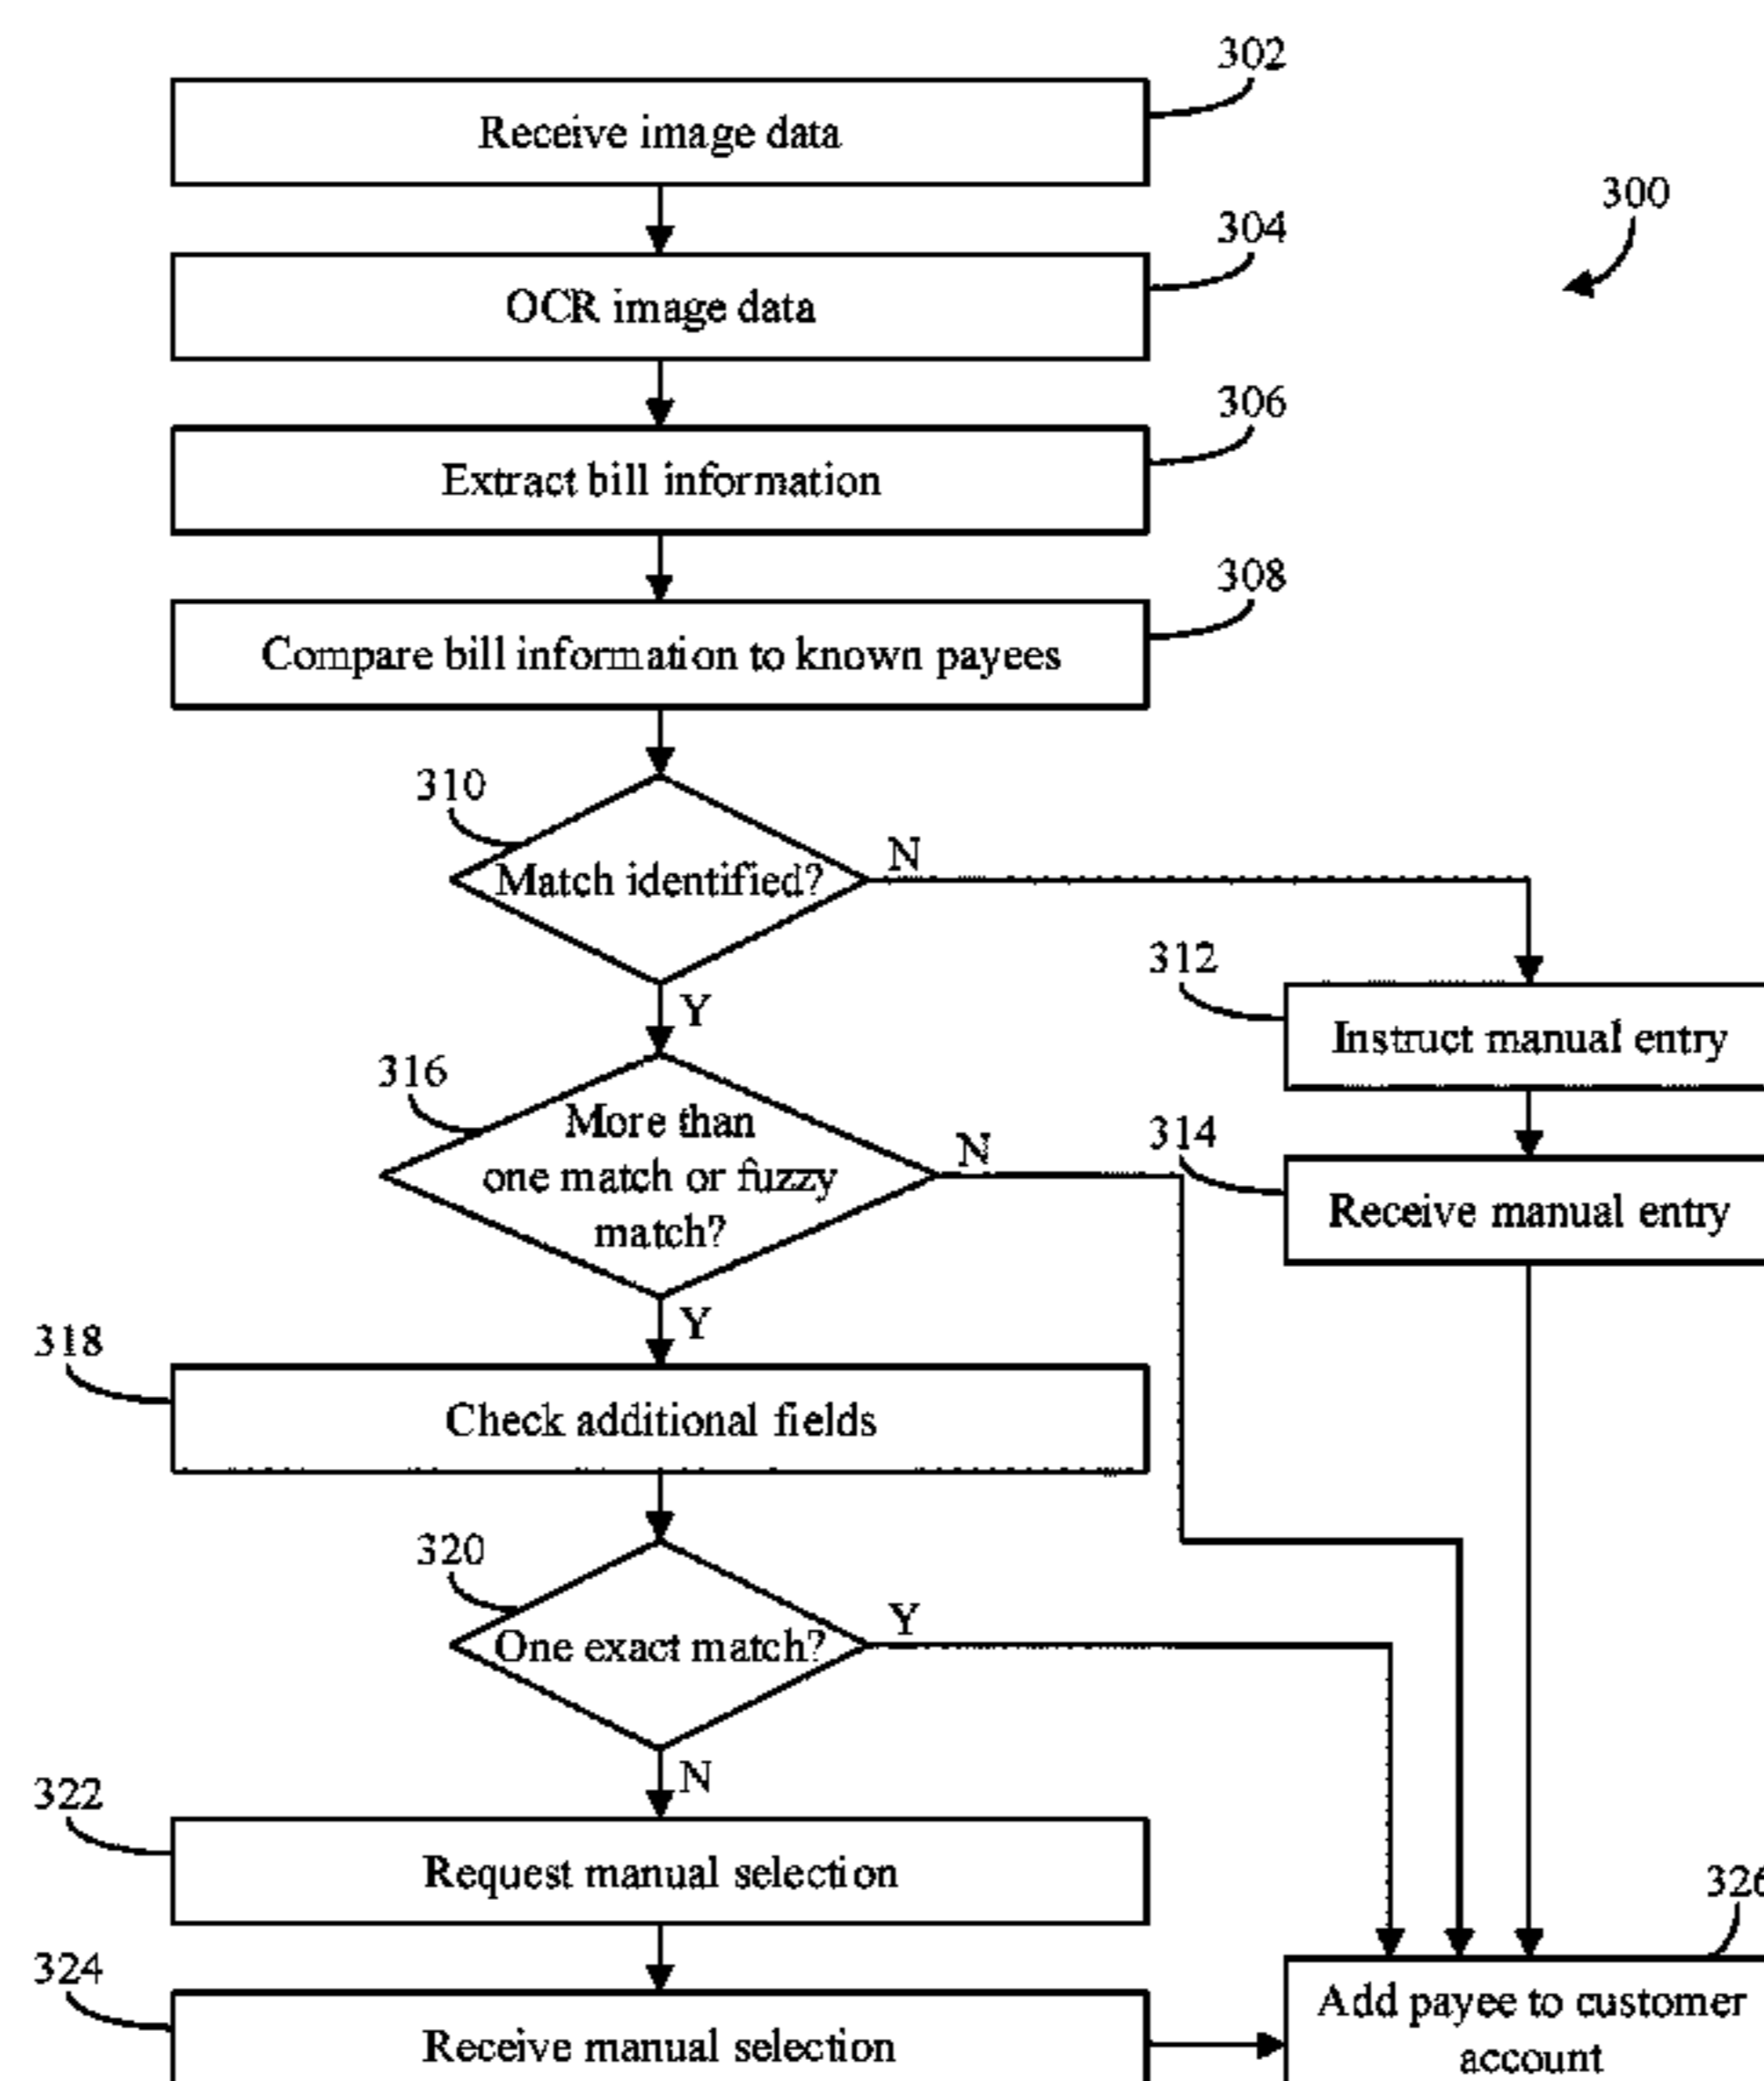 302
Receive image data
300
304
OCR image data
306
Extract bill information
308
Compare bill information to known payees
310
Match identified?
N
Y
312
Instruct manual entry
316
More than
one match or fuzzy
match?
N
Y
314
Receive manual entry
318
Check additional fields
320
One exact match?
Y
N
322
Request manual selection
324
Receive manual selection
326
Add payee to customer
account